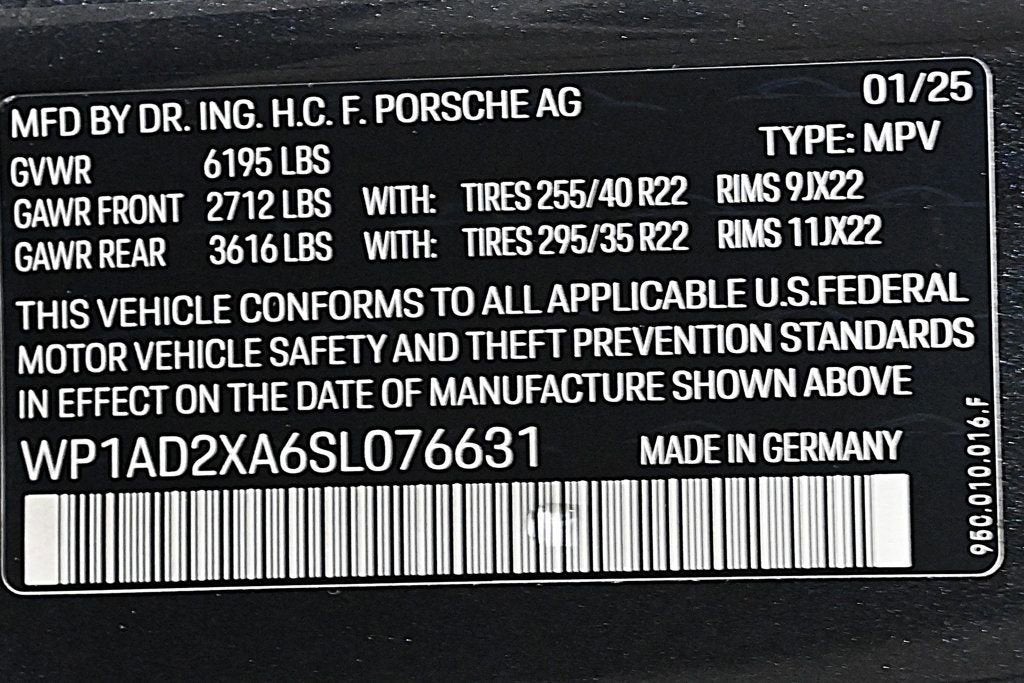 MFD BY DR. ING. H.C. F. PORSCHE AG 01/25
TYPE: MPV
GVWR 6195 LBS
GAWR FRONT 2712 LBS WITH: TIRES 255/40 R22 RIMS 9JX22
GAWR REAR 3616 LBS WITH: TIRES 295/35 R22 RIMS 11JX22
THIS VEHICLE CONFORMS TO ALL APPLICABLE U.S.FEDERAL
MOTOR VEHICLE SAFETY AND THEFT PREVENTION STANDARDS
IN EFFECT ON THE DATE OF MANUFACTURE SHOWN ABOVE
WP1AD2XA6SL076631 MADE IN GERMANY
95C.010.016.F